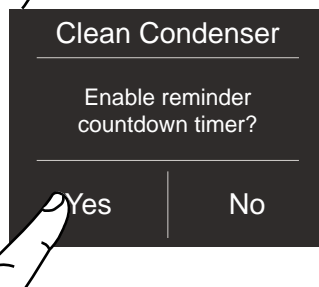 Clean Condenser
Enable reminder
countdown timer?
Yes
No